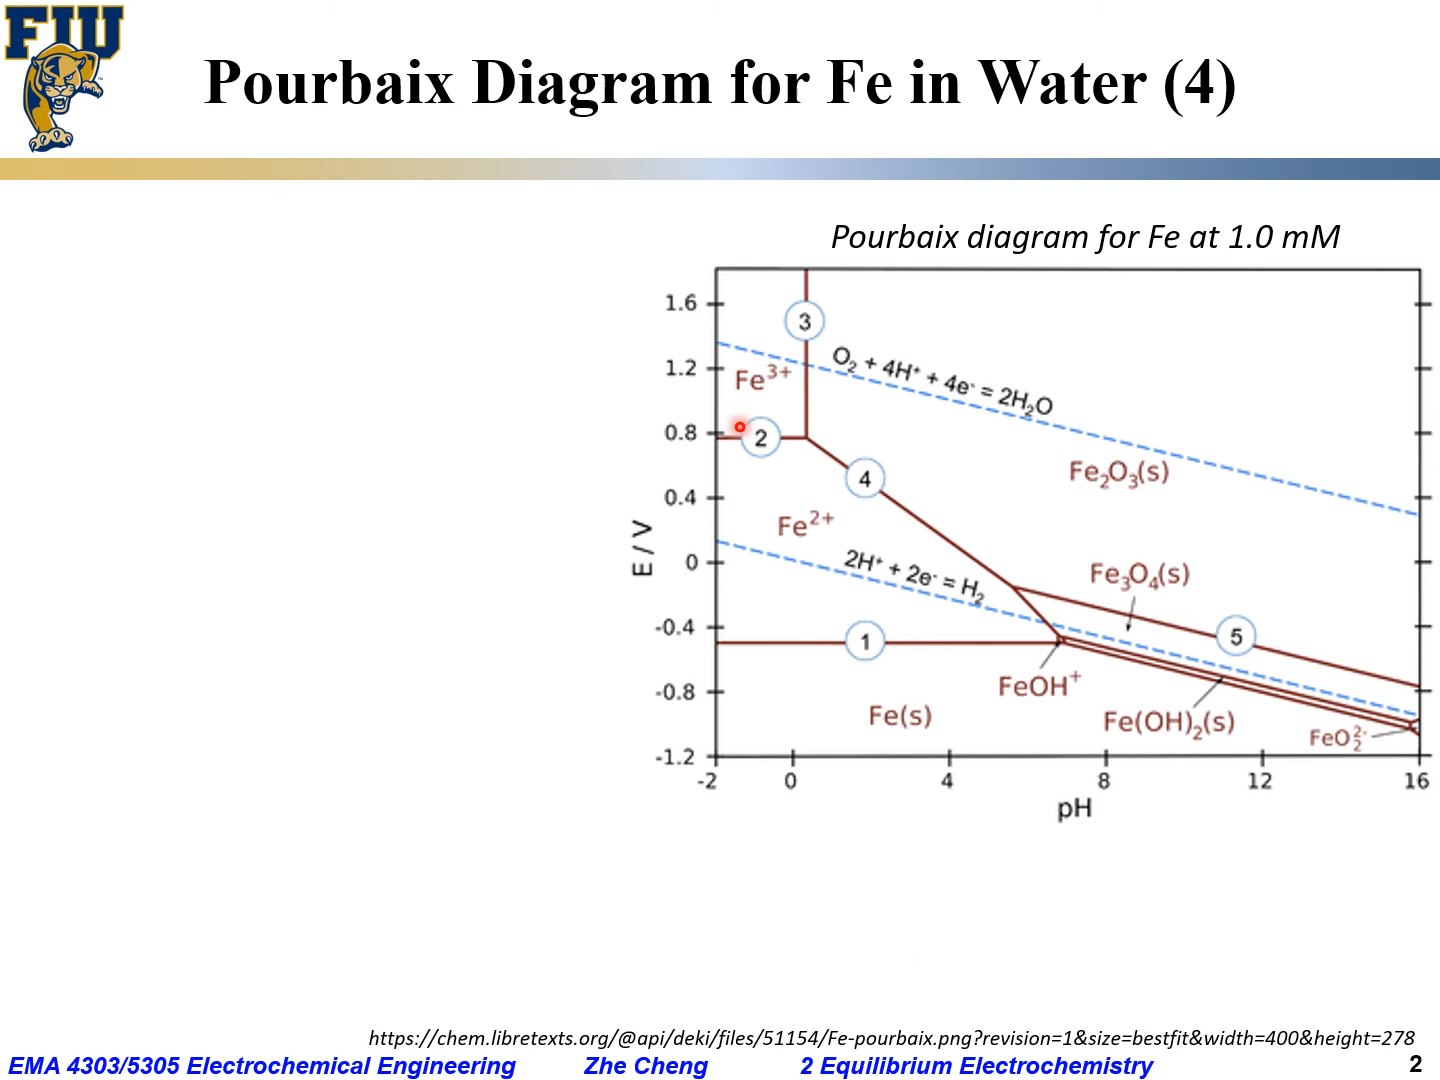 FIU
Pourbaix Diagram for Fe in Water (4)
Pourbaix diagram for Fe at 1.0 mM
1.6
1.2
0.8
0.4
0
-0.4
-0.8
-1.2
E / V
-2
0
4
8
12
16
pH
3
O₂ + 4H⁺ + 4e⁻ = 2H₂O
Fe³⁺
2
4
Fe₂O₃(s)
Fe²⁺
2H⁺ + 2e⁻ = H₂
Fe₃O₄(s)
1
5
FeOH⁺
Fe(s)
Fe(OH)₂(s)
FeO₂²⁻
https://chem.libretexts.org/@api/deki/files/51154/Fe-pourbaix.png?revision=1&size=bestfit&width=400&height=278
EMA 4303/5305 Electrochemical Engineering Zhe Cheng 2 Equilibrium Electrochemistry 2